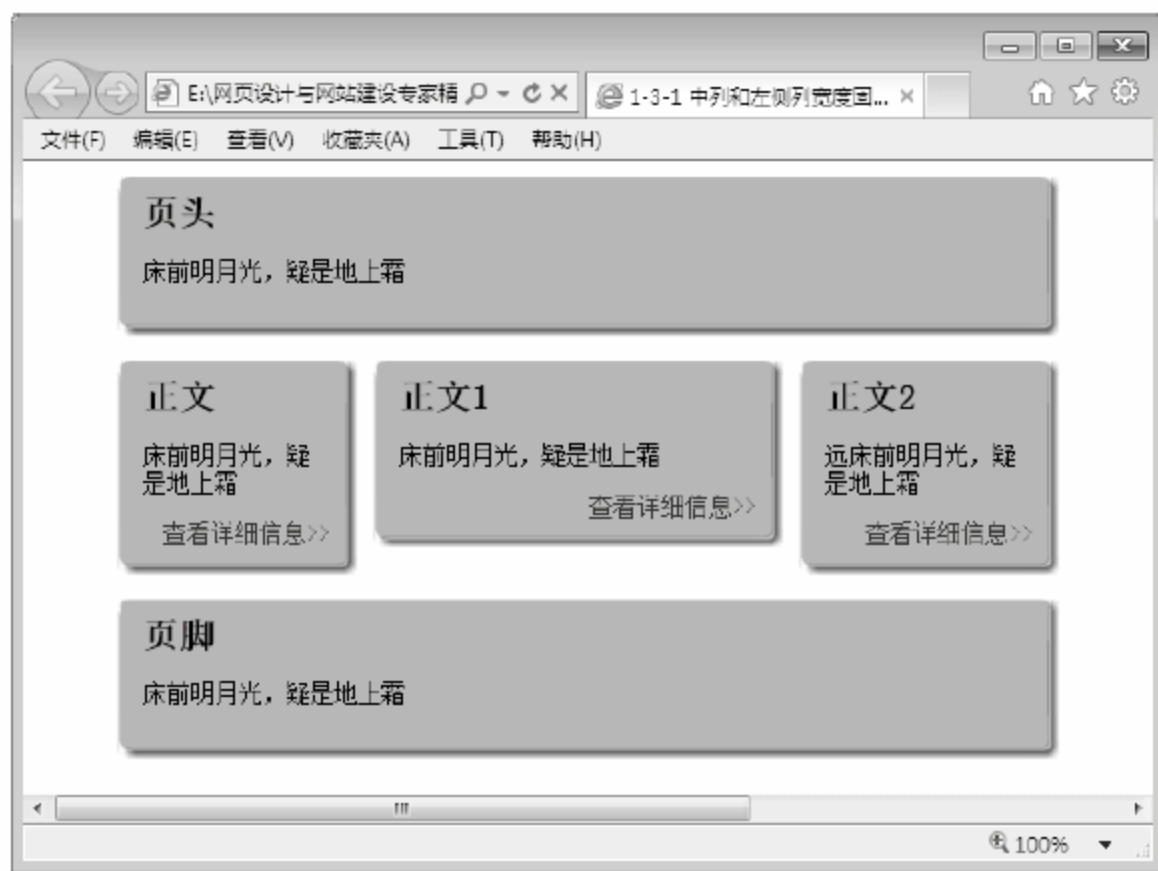 E:\网页设计与网站建设专家精
1-3-1 中列和左侧列宽度固...
文件(F) 编辑(E) 查看(V) 收藏夹(A) 工具(T) 帮助(H)
页头
床前明月光，疑是地上霜
正文
床前明月光，疑
是地上霜
查看详细信息>>
正文1
床前明月光，疑是地上霜
查看详细信息>>
正文2
远床前明月光，疑
是地上霜
查看详细信息>>
页脚
床前明月光，疑是地上霜
100%